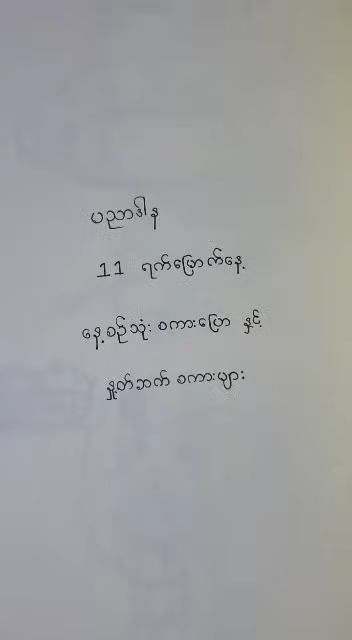 ပညာဒါန
11 ရက်မြောက်နေ့
နေ့စဉ်သုံး စကားပြော နှင့်
နှုတ်ဆက် စကားများ